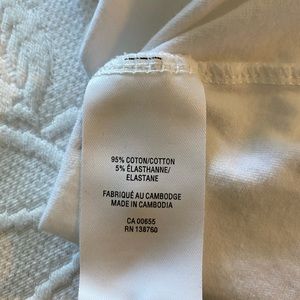 95% COTON/COTTON
5% ÉLASTHANNE/
ELASTANE
FABRIQUÉ AU CAMBODGE
MADE IN CAMBODIA
CA 00655
RN 138760